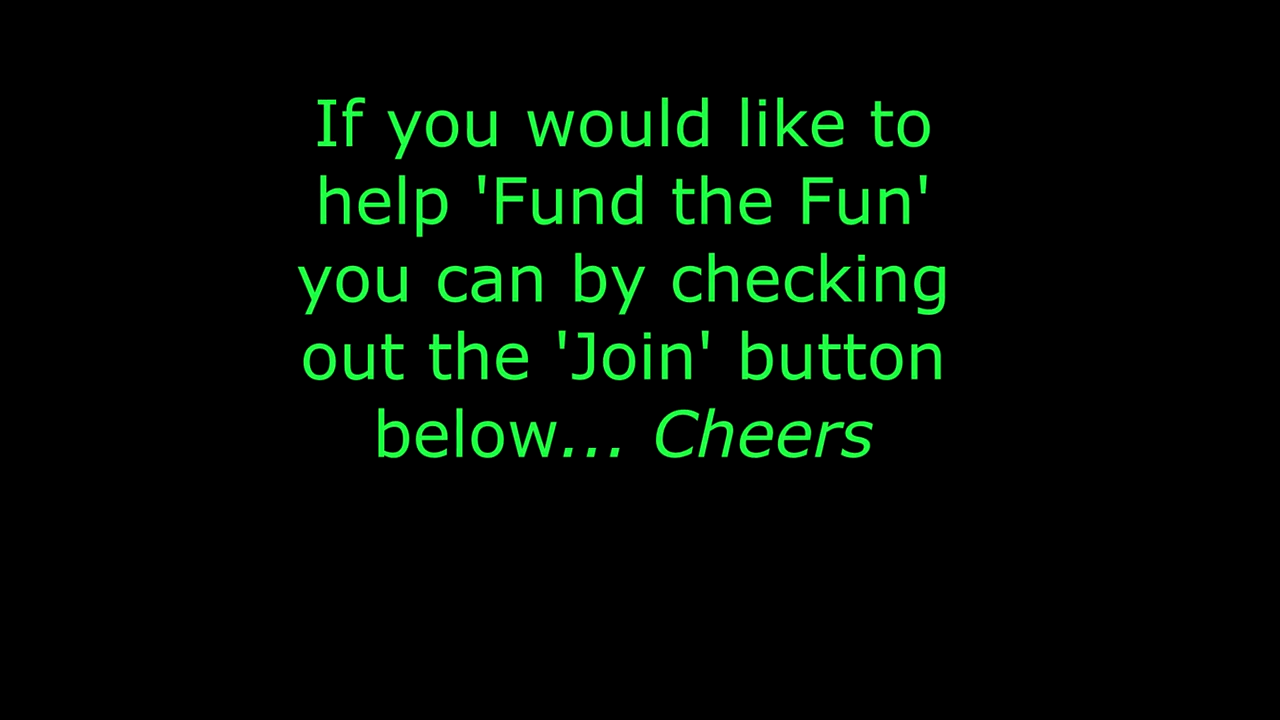 If you would like to
help 'Fund the Fun'
you can by checking
out the 'Join' button
below... Cheers